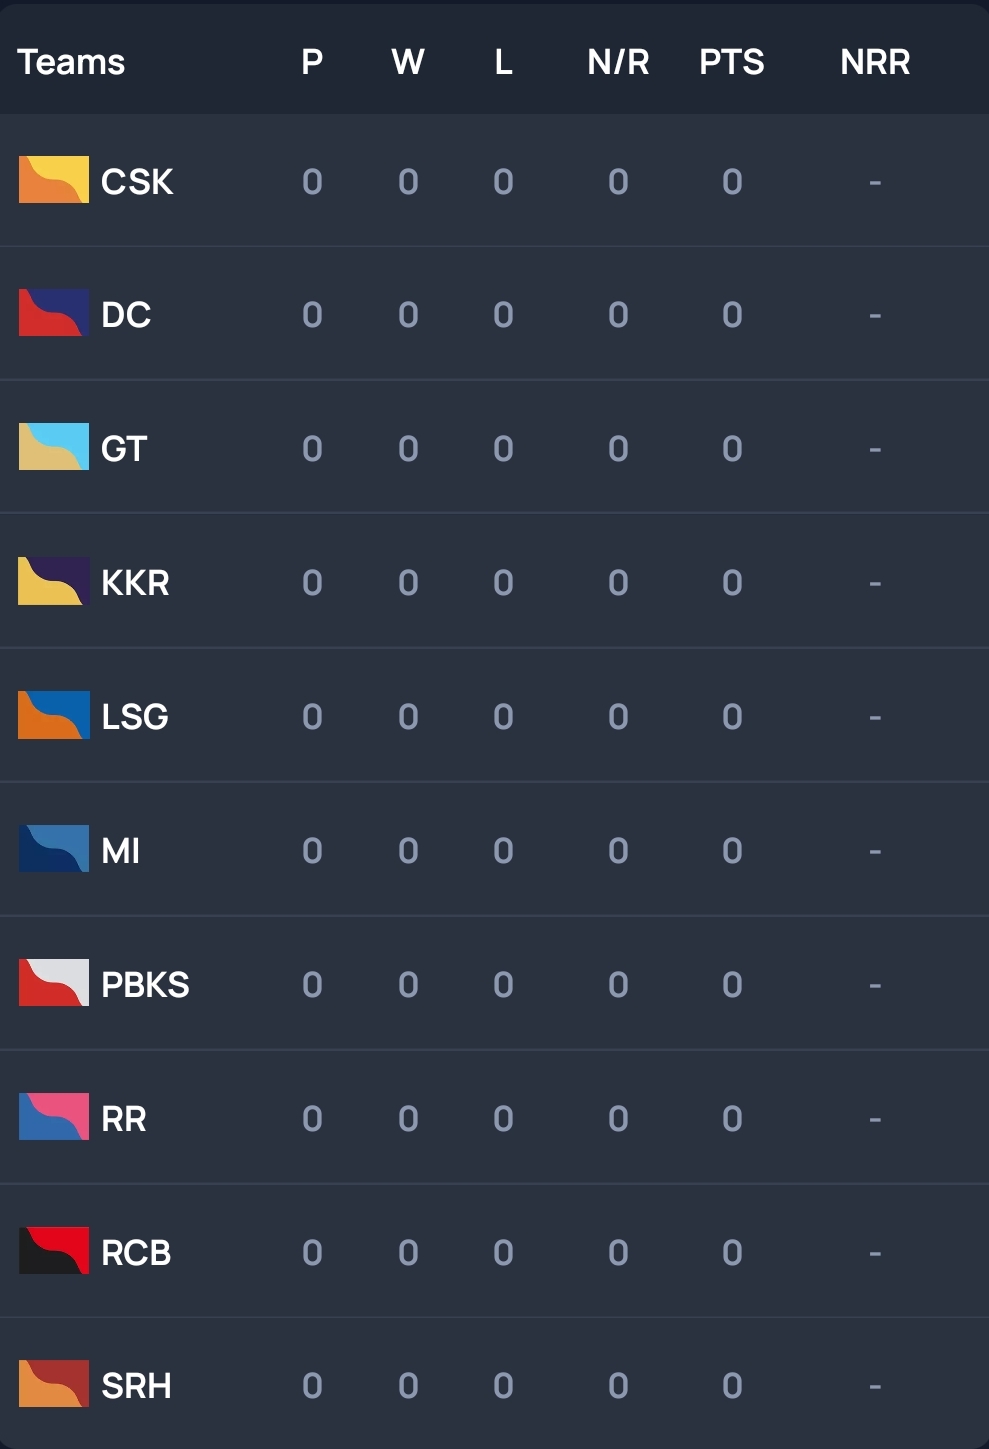 Teams P W L N/R PTS NRR
CSK 0 0 0 0 0 -
DC 0 0 0 0 0 -
GT 0 0 0 0 0 -
KKR 0 0 0 0 0 -
LSG 0 0 0 0 0 -
MI 0 0 0 0 0 -
PBKS 0 0 0 0 0 -
RR 0 0 0 0 0 -
RCB 0 0 0 0 0 -
SRH 0 0 0 0 0 -